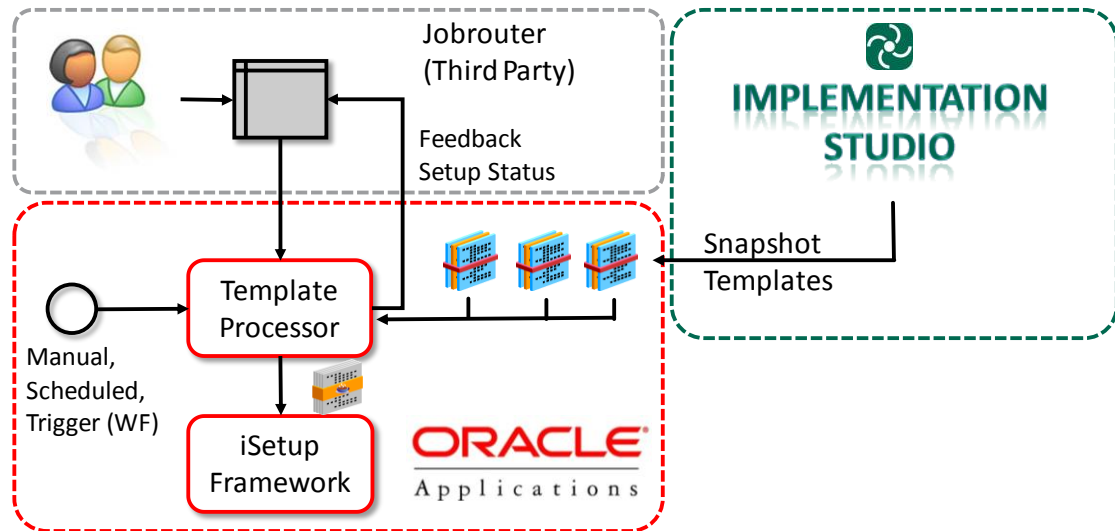 Jobrouter
(Third Party)
Feedback
Setup Status
IMPLEMENTATION
STUDIO
Snapshot
Templates
Template
Processor
Manual,
Scheduled,
Trigger (WF)
iSetup
Framework
ORACLE®
Applications